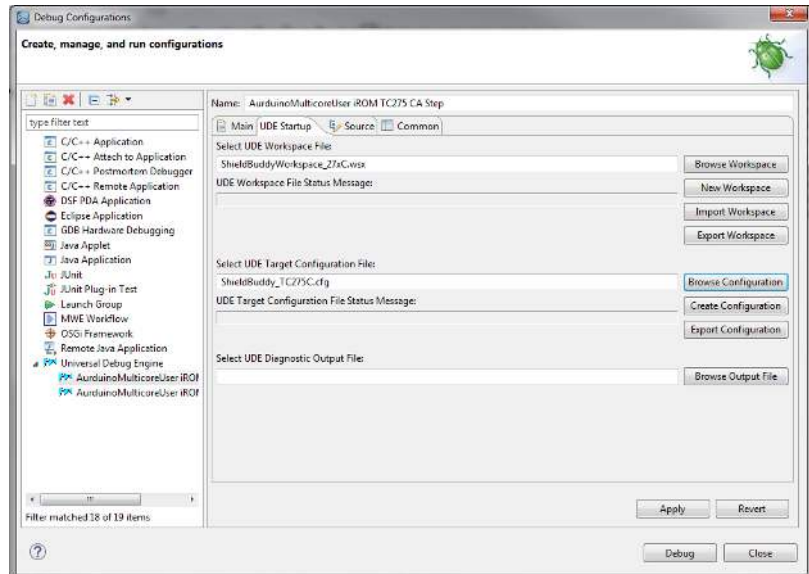 Debug Configurations
Create, manage, and run configurations
type filter text
C/C++ Application
C/C++ Attach to Application
C/C++ Postmortem Debugger
C/C++ Remote Application
DSF PDA Application
Eclipse Application
GDB Hardware Debugging
Java Applet
Java Application
JUnit
JUnit Plug-in Test
Launch Group
MWE Workflow
OSGi Framework
Remote Java Application
Universal Debug Engine
AurduinoMulticoreUser iROM
AurduinoMulticoreUser iROM
Filter matched 18 of 19 items
Name: AurduinoMulticoreUser iROM TC275 CA Step
Main UDE Startup Source Common
Select UDE Workspace File:
ShieldBuddyWorkspace_27xC.wsx Browse Workspace
UDE Workspace File Status Message: New Workspace
Import Workspace
Export Workspace
Select UDE Target Configuration File:
ShieldBuddy_TC275C.cfg Browse Configuration
UDE Target Configuration File Status Message: Create Configuration
Export Configuration
Select UDE Diagnostic Output File:
Browse Output File
Apply Revert
? Debug Close